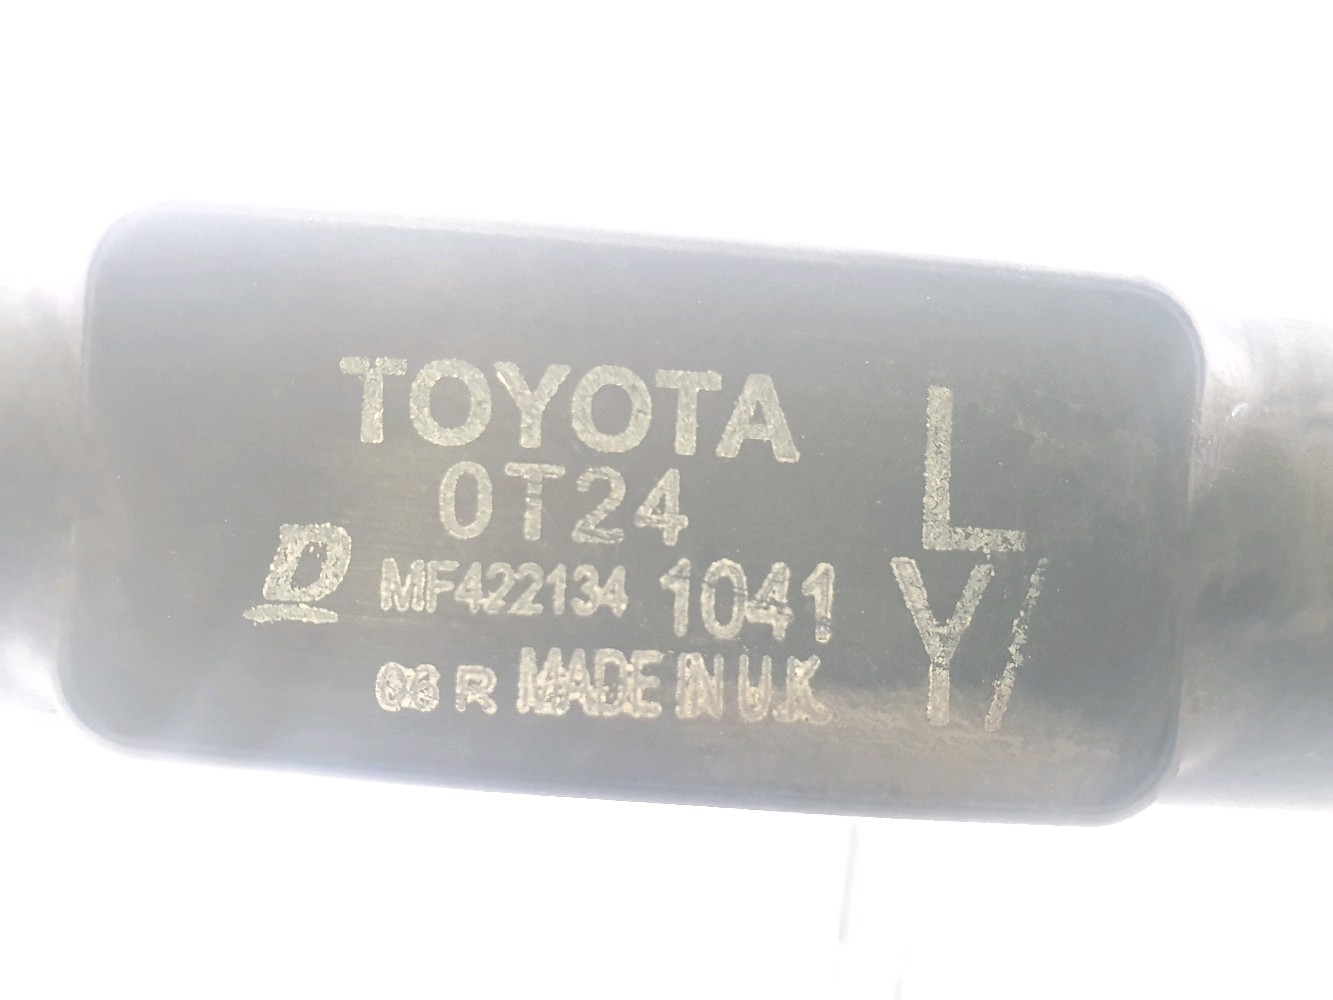 TOYOTA
0T24
D MF422134 1041
R MADE IN U.K
L
Y/